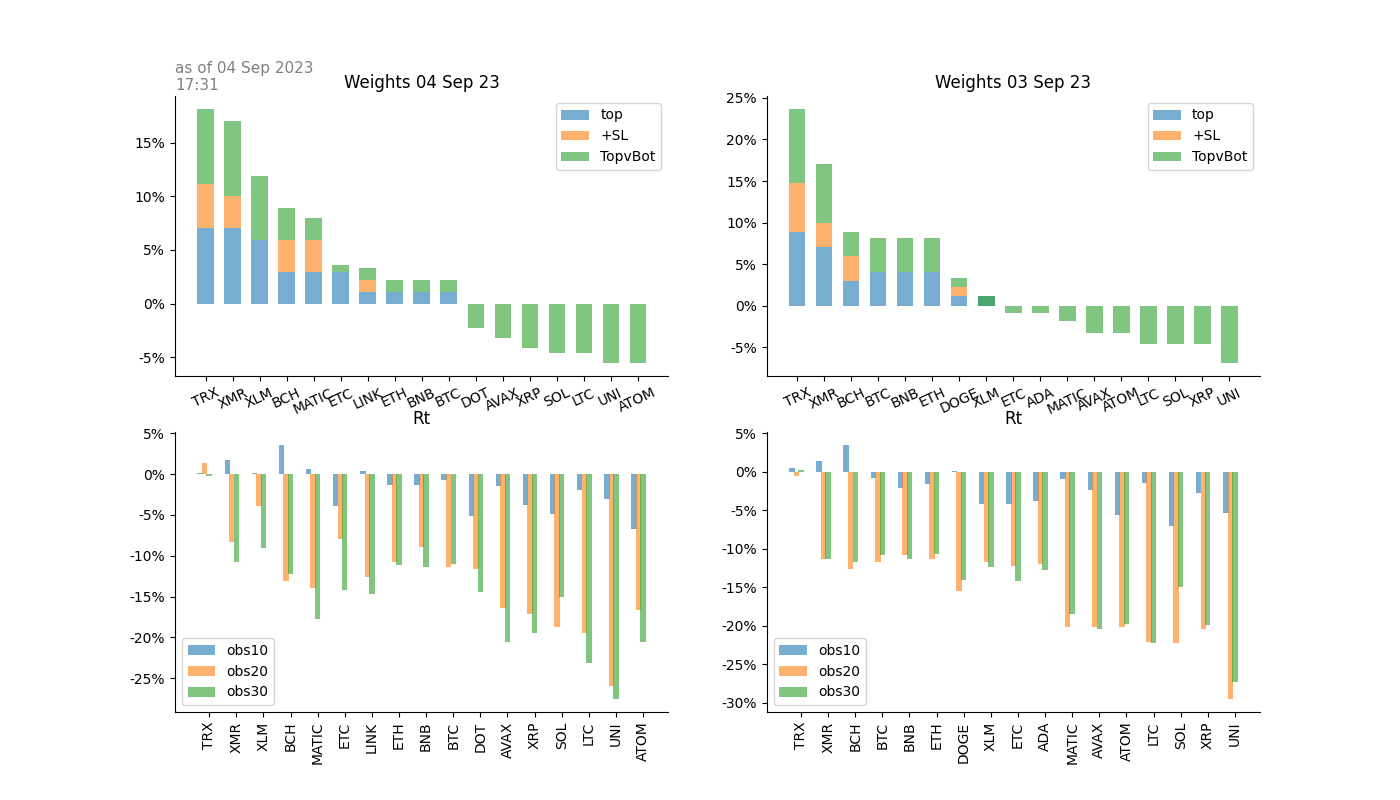 as of 04 Sep 2023
17:31
Weights 04 Sep 23
top
+SL
TopvBot
15%
10%
5%
0%
-5%
TRX XMR XLM BCH MATIC ETC LINK ETH BNB BTC DOT AVAX XRP SOL LTC UNI ATOM
Weights 03 Sep 23
top
+SL
TopvBot
25%
20%
15%
10%
5%
0%
-5%
TRX XMR BCH BTC BNB ETH DOGE XLM ETC ADA MATIC AVAX ATOM LTC SOL XRP UNI
Rt
5%
0%
-5%
-10%
-15%
-20%
-25%
obs10
obs20
obs30
TRX XMR XLM BCH MATIC ETC LINK ETH BNB BTC DOT AVAX XRP SOL LTC UNI ATOM
Rt
5%
0%
-5%
-10%
-15%
-20%
-25%
-30%
obs10
obs20
obs30
TRX XMR BCH BTC BNB ETH DOGE XLM ETC ADA MATIC AVAX ATOM LTC SOL XRP UNI